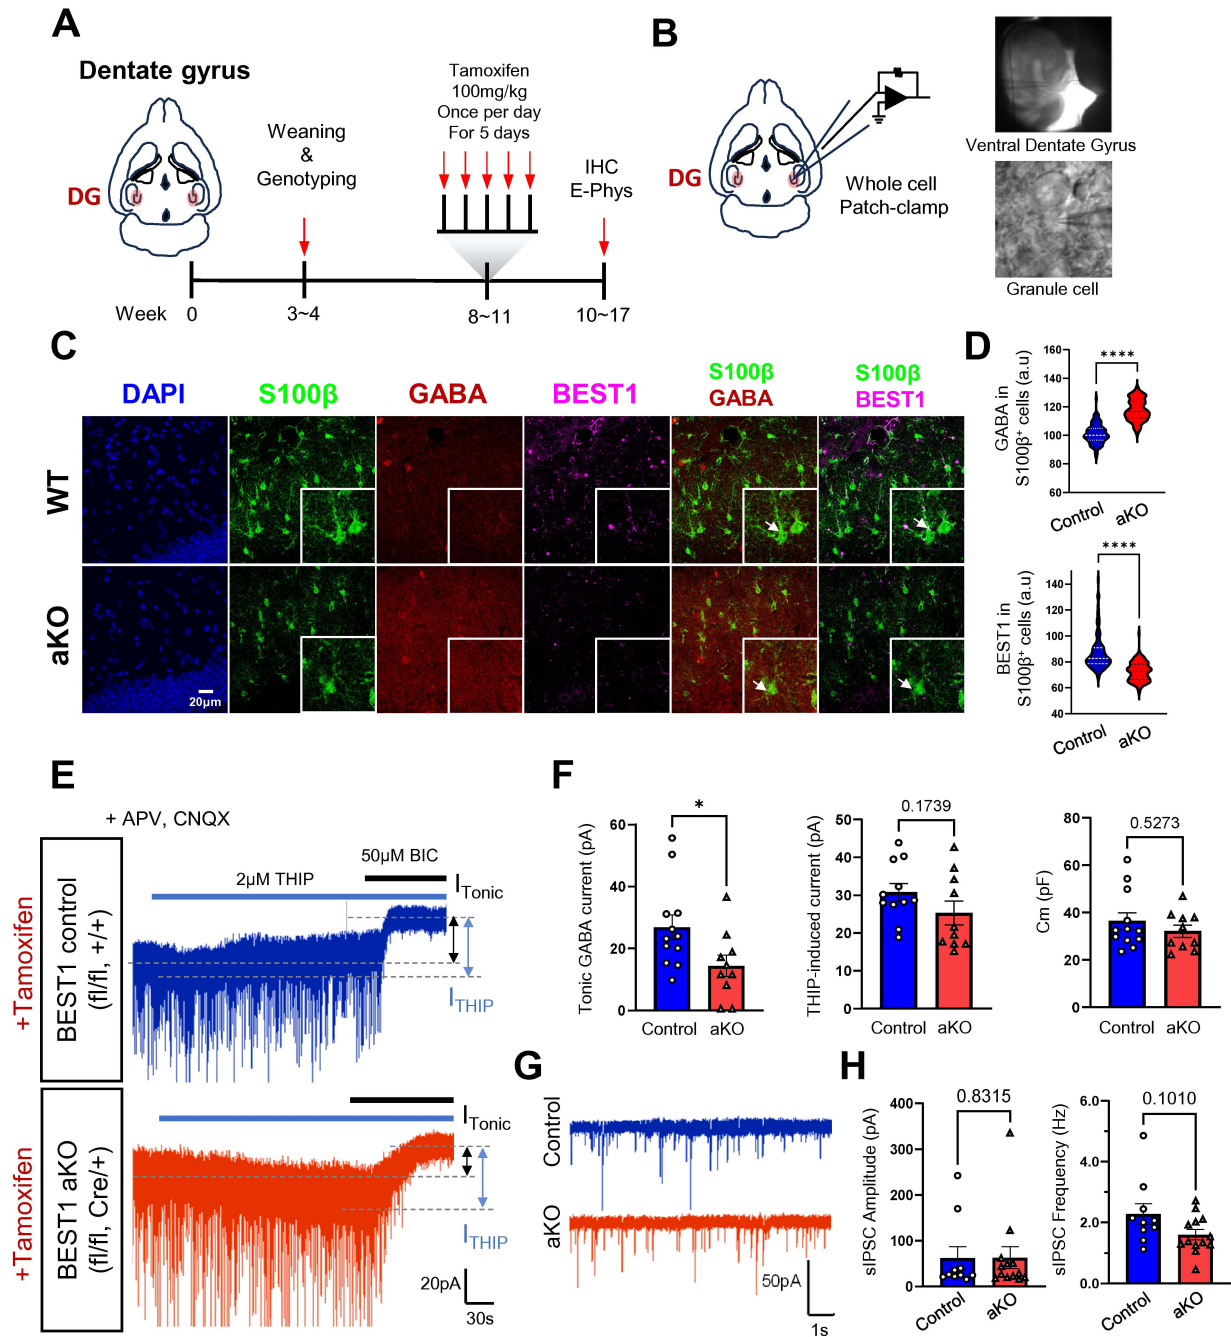 A
Dentate gyrus
DG
Weaning
&
Genotyping
Tamoxifen
100mg/kg
Once per day
For 5 days
IHC
E-Phys
Week
0
3~4
8~11
10~17
B
DG
Whole cell
Patch-clamp
Ventral Dentate Gyrus
Granule cell
C
DAPI
S100β
GABA
BEST1
S100β
GABA
S100β
BEST1
WT
aKO
20μm
D
GABA in
S100β⁺ cells (a.u)
160
140
120
100
80
60
****
Control
aKO
BEST1 in
S100β⁺ cells (a.u)
140
120
100
80
60
40
****
Control
aKO
E
+ APV, CNQX
+Tamoxifen
BEST1 control
(fl/fl, +/+)
2μM THIP
50μM BIC
I Tonic
I THIP
+Tamoxifen
BEST1 aKO
(fl/fl, Cre/+)
I Tonic
I THIP
20pA
30s
F
Tonic GABA current (pA)
60
40
20
0
*
Control
aKO
THIP-induced current (pA)
50
40
30
20
10
0
0.1739
Control
aKO
Cm (pF)
80
60
40
20
0
0.5273
Control
aKO
G
Control
aKO
50pA
1s
H
sIPSC Amplitude (pA)
400
300
200
100
0
0.8315
Control
aKO
sIPSC Frequency (Hz)
6.0
4.0
2.0
0.0
0.1010
Control
aKO